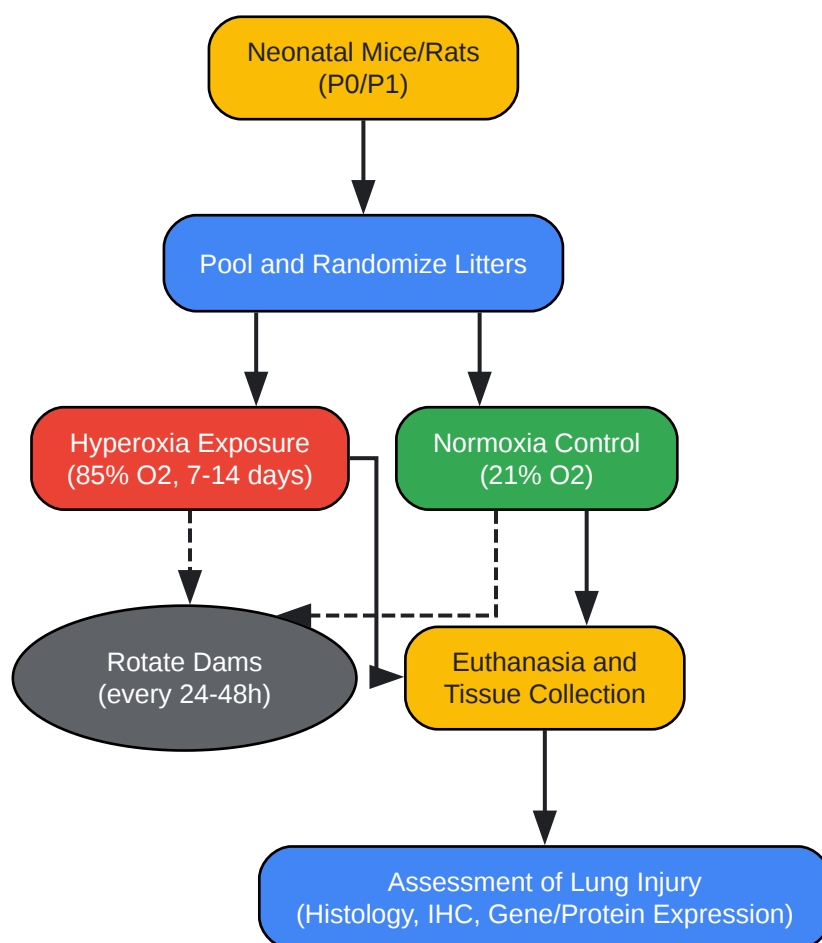 Neonatal Mice/Rats
(P0/P1)
Pool and Randomize Litters
Hyperoxia Exposure
(85% O2, 7-14 days)
Normoxia Control
(21% O2)
Rotate Dams
(every 24-48h)
Euthanasia and
Tissue Collection
Assessment of Lung Injury
(Histology, IHC, Gene/Protein Expression)